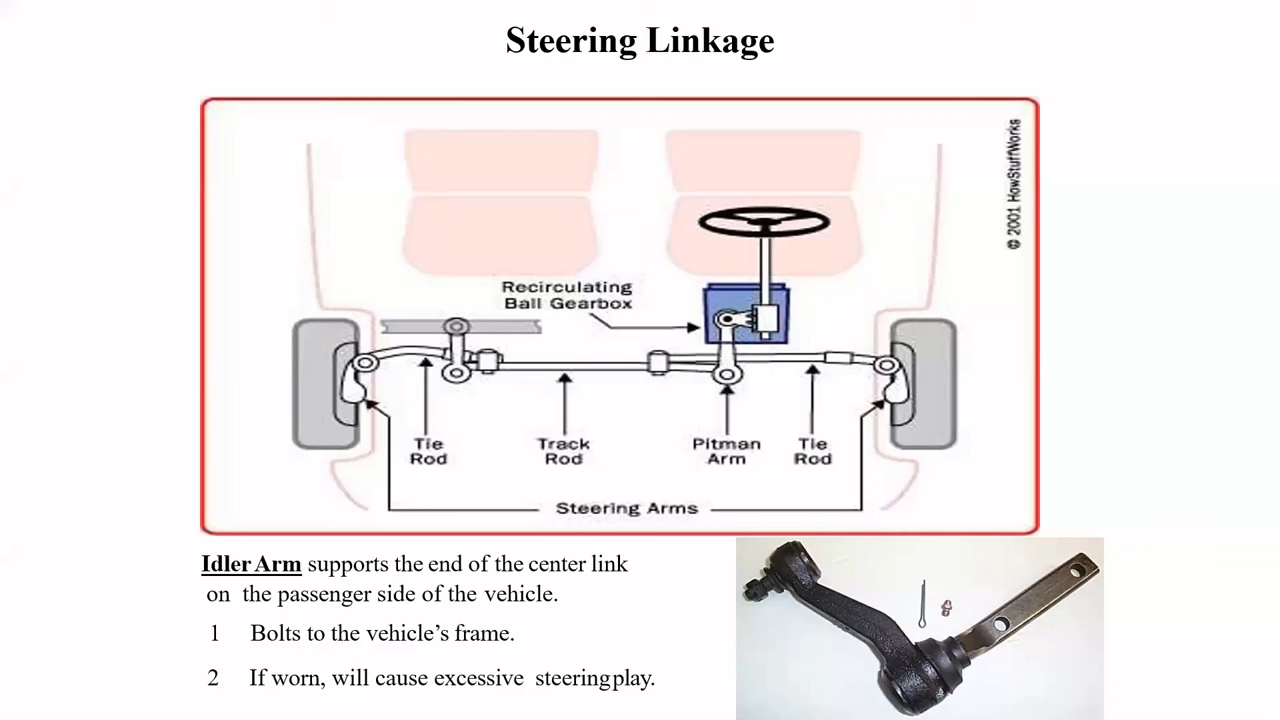 Steering Linkage
© 2001 HowStuffWorks
Recirculating
Ball Gearbox
Tie
Rod
Track
Rod
Pitman
Arm
Tie
Rod
Steering Arms
Idler Arm supports the end of the center link
on the passenger side of the vehicle.
1 Bolts to the vehicle’s frame.
2 If worn, will cause excessive steering play.